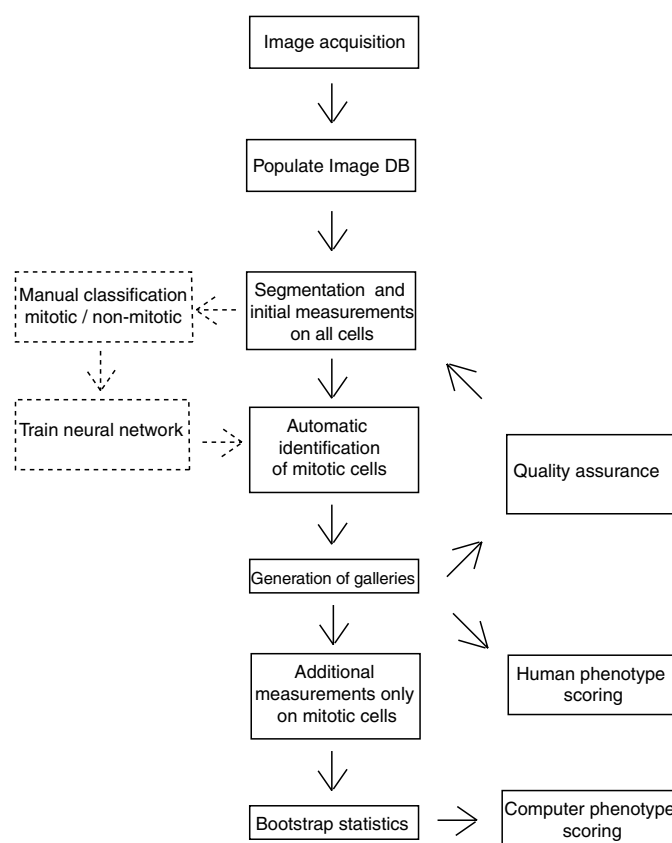 Image acquisition
Populate Image DB
Manual classification
mitotic / non-mitotic
Segmentation and
initial measurements
on all cells
Train neural network
Automatic
identification
of mitotic cells
Quality assurance
Generation of galleries
Additional
measurements only
on mitotic cells
Human phenotype
scoring
Bootstrap statistics
Computer phenotype
scoring